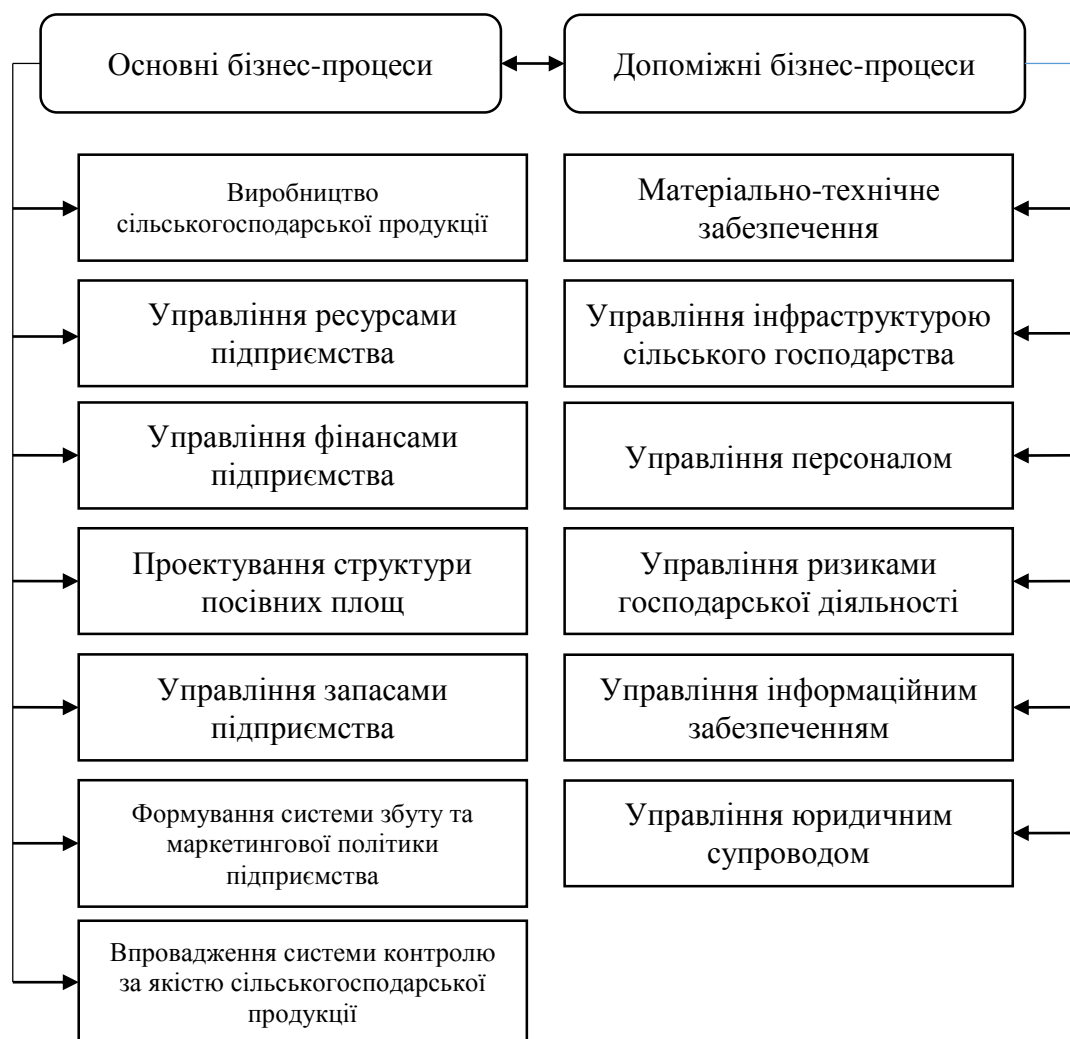 Основні бізнес-процеси
Допоміжні бізнес-процеси
Виробництво
сільськогосподарської продукції
Управління ресурсами
підприємства
Управління фінансами
підприємства
Проектування структури
посівних площ
Управління запасами
підприємства
Формування системи збуту та
маркетингової політики
підприємства
Впровадження системи контролю
за якістю сільськогосподарської
продукції
Матеріально-технічне
забезпечення
Управління інфраструктурою
сільського господарства
Управління персоналом
Управління ризиками
господарської діяльності
Управління інформаційним
забезпеченням
Управління юридичним
супроводом